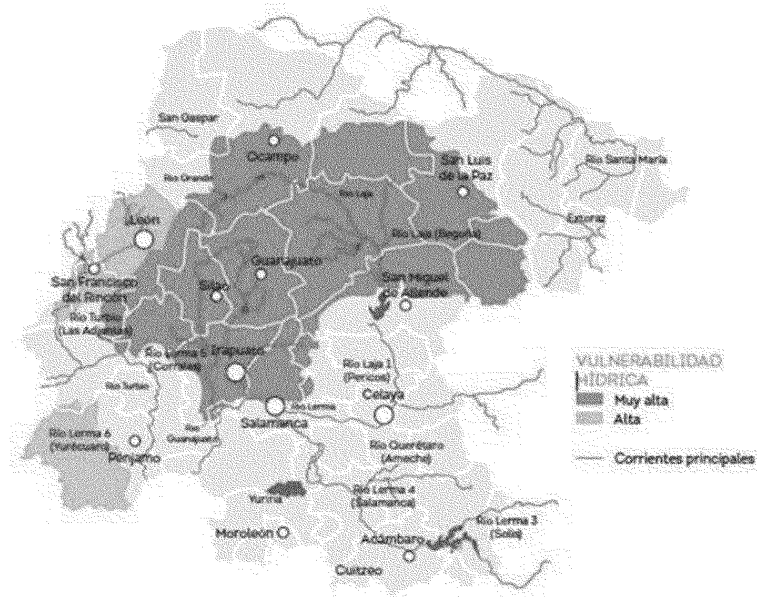 San Gaspar
Ocampo
San Luis
de la Paz
Río Santa María
Río Grande
Río Laja
León
Extoraz
Río Laja (Begoña)
Guanajuato
San Francisco
del Rincón
Silao
San Miguel
de Allende
Río Turbio
(Las Adjuntas)
Río Lerma 5
(Corrales)
Irapuato
VULNERABILIDAD
HÍDRICA
Muy alta
Alta
Corrientes principales
Río Laja 1
(Pericos)
Río Turbio
Celaya
Río Lerma
Salamanca
Río
Guanajuato
Río Lerma 6
(Yurécuaro)
Pénjamo
Río Querétaro
(Ameche)
Yuriria
Río Lerma 4
(Salamanca)
Río Lerma 3
(Solís)
Moroleón
Acámbaro
Cuitzeo